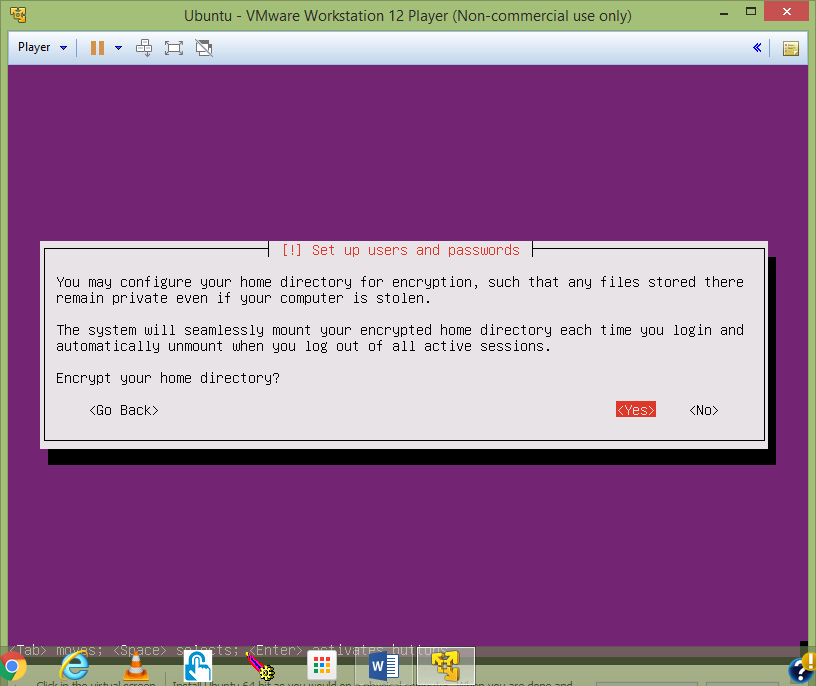 Ubuntu - VMware Workstation 12 Player (Non-commercial use only)
Player
[!] Set up users and passwords
You may configure your home directory for encryption, such that any files stored there
remain private even if your computer is stolen.
The system will seamlessly mount your encrypted home directory each time you login and
automatically unmount when you log out of all active sessions.
Encrypt your home directory?
<Go Back> <Yes> <No>
<Tab> moves; <Space> selects; <Enter> activates buttons